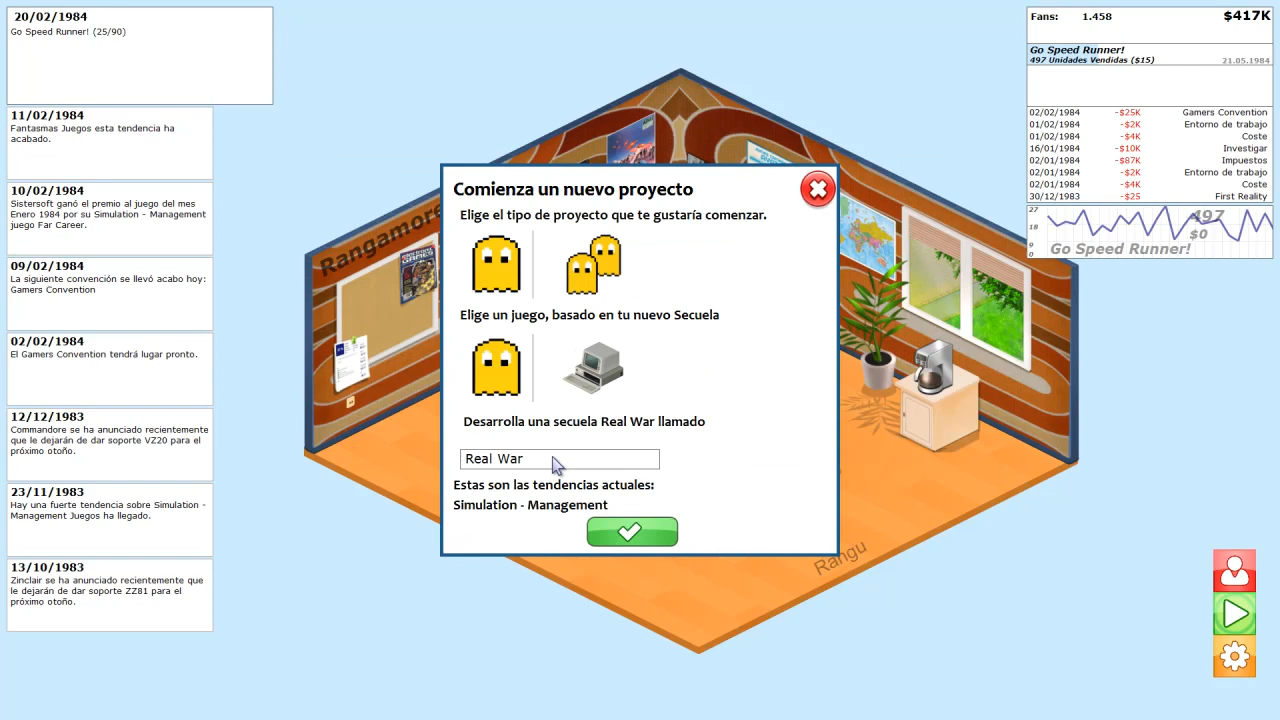 20/02/1984
Go Speed Runner! (25/90)
11/02/1984
Fantasmas Juegos esta tendencia ha
acabado.
10/02/1984
Sistersoft ganó el premio al juego del mes
Enero 1984 por su Simulation - Management
juego Far Career.
09/02/1984
La siguiente convención se llevó acabo hoy:
Gamers Convention
02/02/1984
El Gamers Convention tendrá lugar pronto.
12/12/1983
Commandore se ha anunciado recientemente
que le dejarán de dar soporte VZ20 para el
próximo otoño.
23/11/1983
Hay una fuerte tendencia sobre Simulation -
Management Juegos ha llegado.
13/10/1983
Zinclair se ha anunciado recientemente que
le dejarán de dar soporte ZZ81 para el
próximo otoño.
Rangamore
GAMES
Comienza un nuevo proyecto
Elige el tipo de proyecto que te gustaría comenzar.
Elige un juego, basado en tu nuevo Secuela
Desarrolla una secuela Real War llamado
Real War
Estas son las tendencias actuales:
Simulation - Management
Rangu
Fans: 1.458 $417K
Go Speed Runner!
497 Unidades Vendidas ($15) 21.05.1984
02/02/1984 -$25K Gamers Convention
01/02/1984 -$2K Entorno de trabajo
01/02/1984 -$4K Coste
16/01/1984 -$10K Investigar
02/01/1984 -$87K Impuestos
02/01/1984 -$2K Entorno de trabajo
02/01/1984 -$4K Coste
30/12/1983 -$25 First Reality
27
18
9
0
497
$0
Go Speed Runner!